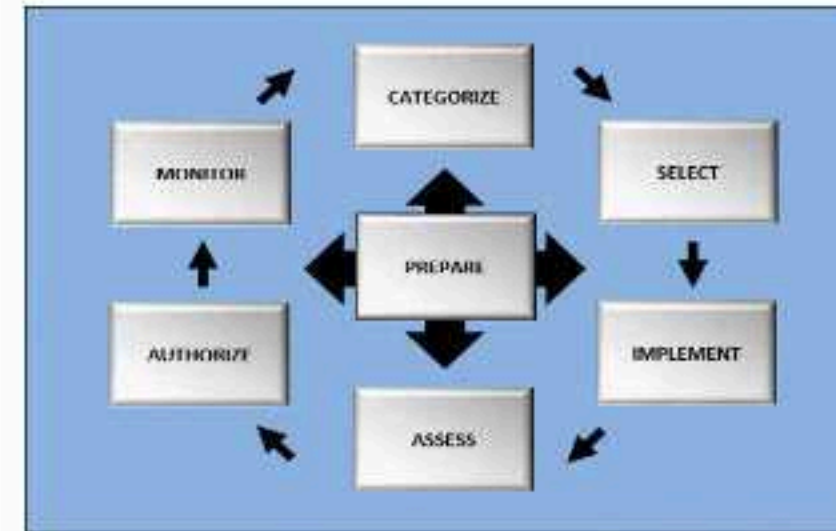 CATEGORIZE
MONITOR
SELECT
PREPARE
AUTHORIZE
IMPLEMENT
ASSESS